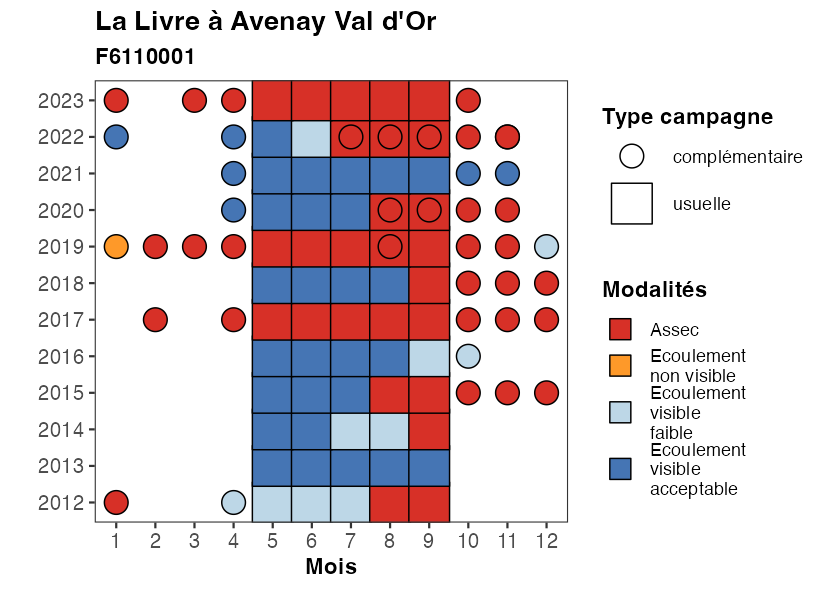 La Livre à Avenay Val d'Or
F6110001
2023
2022
2021
2020
2019
2018
2017
2016
2015
2014
2013
2012
1 2 3 4 5 6 7 8 9 10 11 12
Mois
Type campagne
complémentaire
usuelle
Modalités
Assec
Ecoulement
non visible
Ecoulement
visible
faible
Ecoulement
visible
acceptable